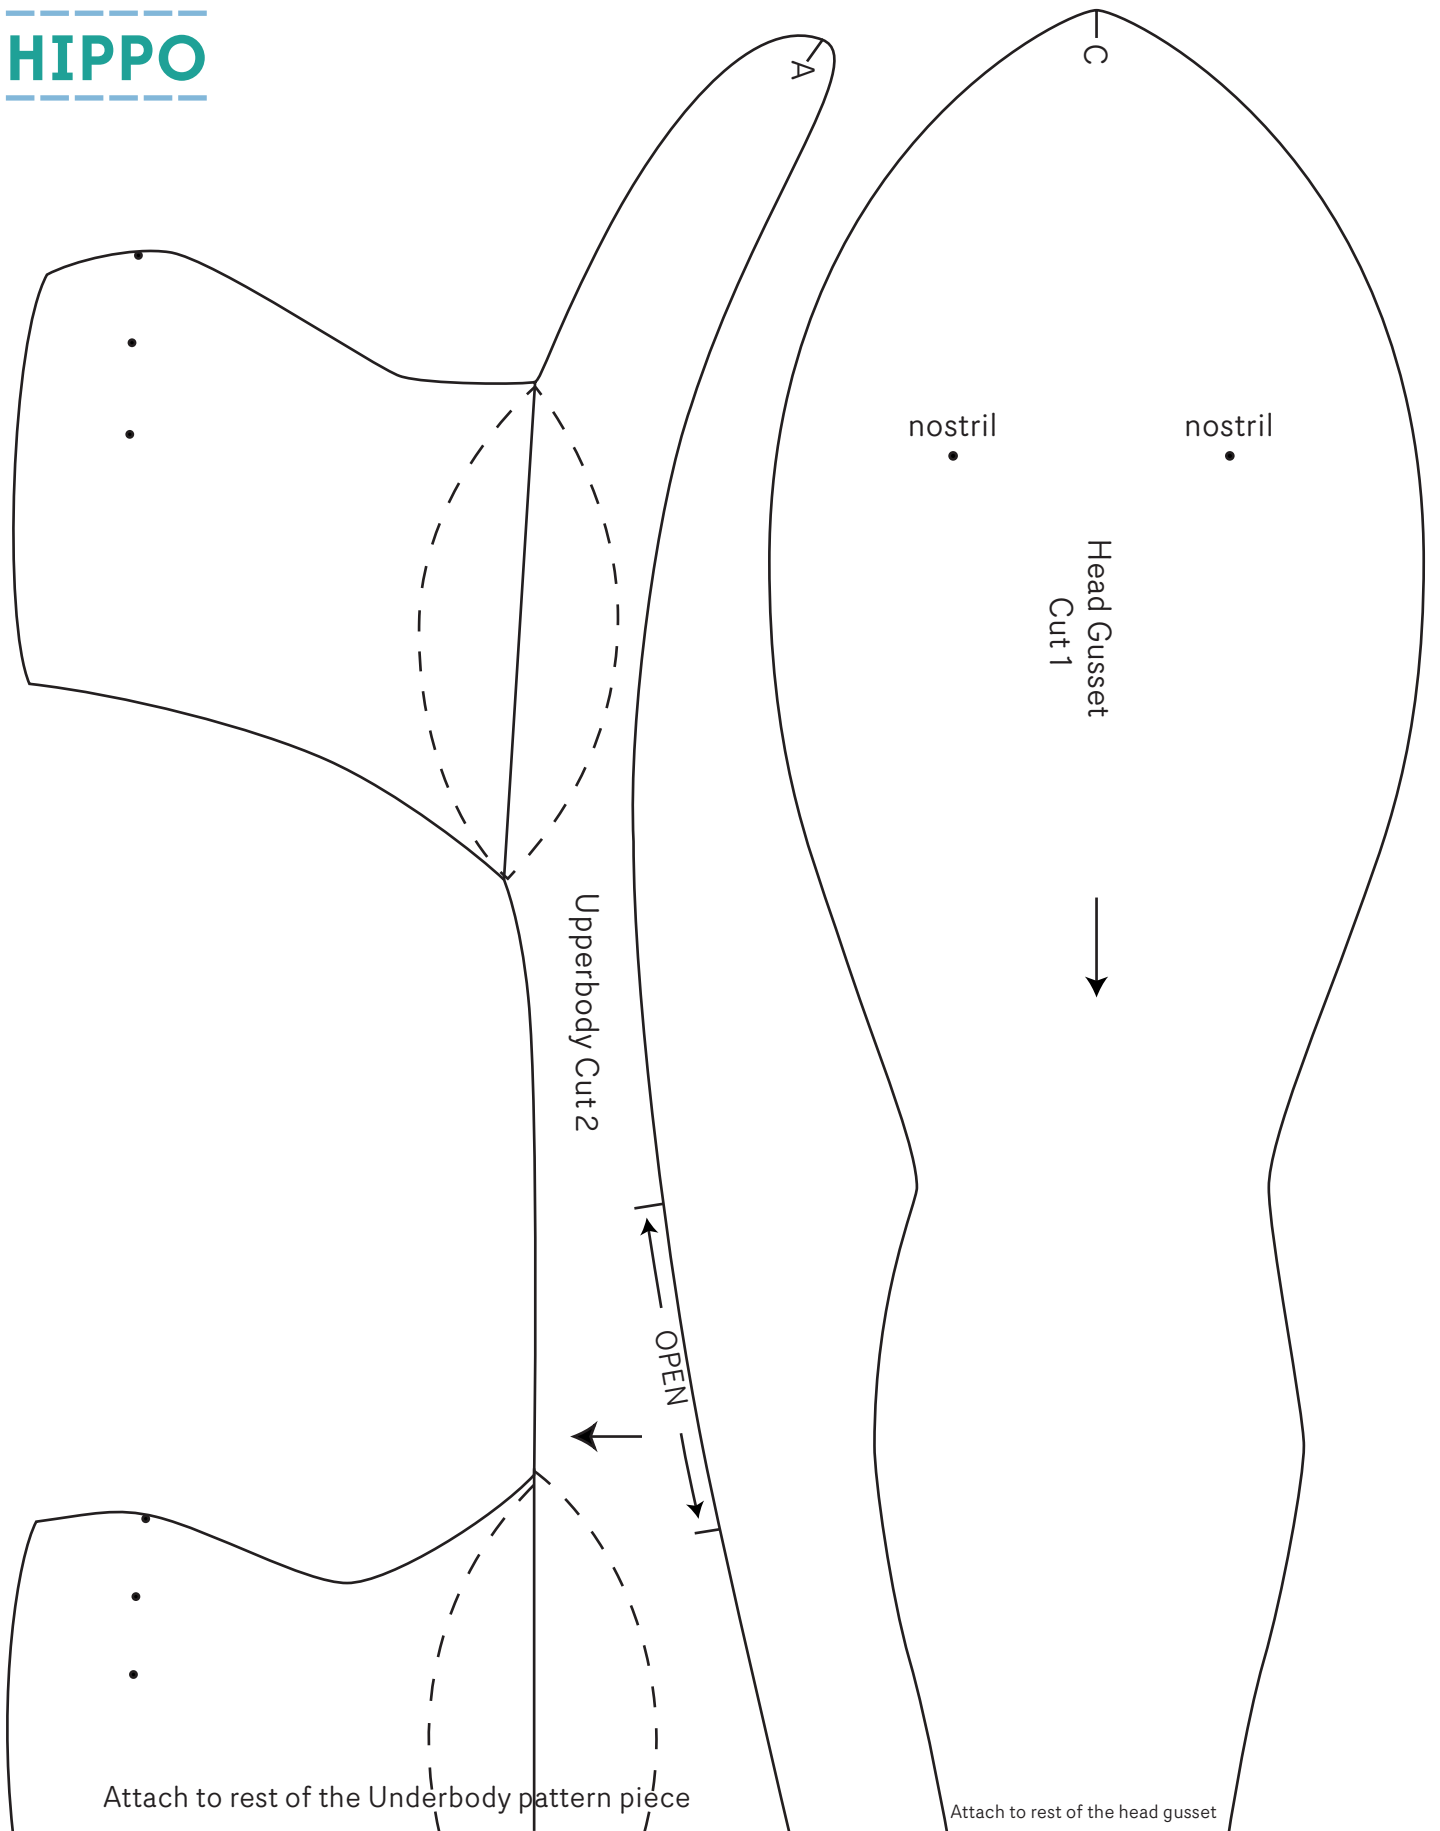 HIPPO
A
C
nostril
nostril
Head Gusset
Cut 1
Upperbody Cut 2
OPEN
Attach to rest of the Underbody pattern piece
Attach to rest of the head gusset